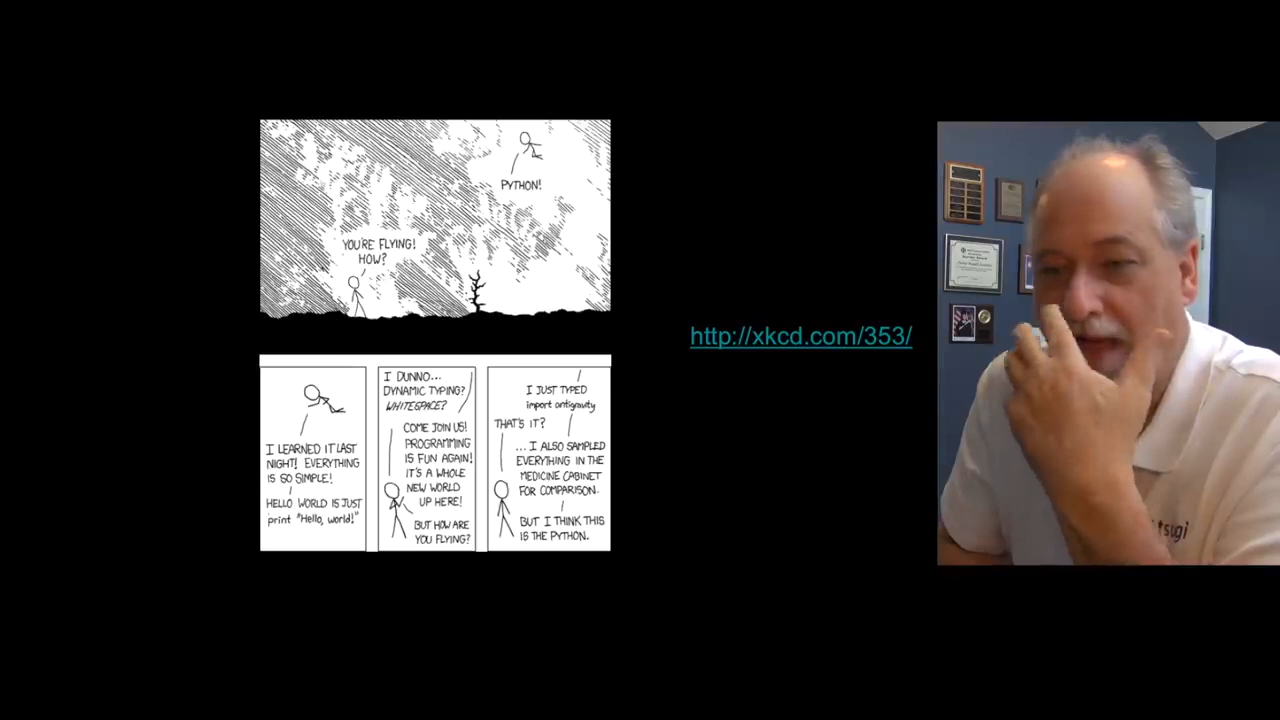 PYTHON!
YOU'RE FLYING!
HOW?
I LEARNED IT LAST
NIGHT! EVERYTHING
IS SO SIMPLE!
HELLO WORLD IS JUST
print "Hello, world!"
I DUNNO...
DYNAMIC TYPING?
WHITESPACE?
COME JOIN US!
PROGRAMMING
IS FUN AGAIN!
IT'S A WHOLE
NEW WORLD
UP HERE!
BUT HOW ARE
YOU FLYING?
I JUST TYPED
import antigravity
THAT'S IT?
... I ALSO SAMPLED
EVERYTHING IN THE
MEDICINE CABINET
FOR COMPARISON.
BUT I THINK THIS
IS THE PYTHON.
http://xkcd.com/353/
tsugi